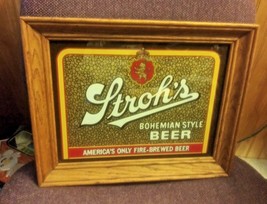 Stroh's
BOHEMIAN STYLE
BEER
AMERICA'S ONLY FIRE-BREWED BEER